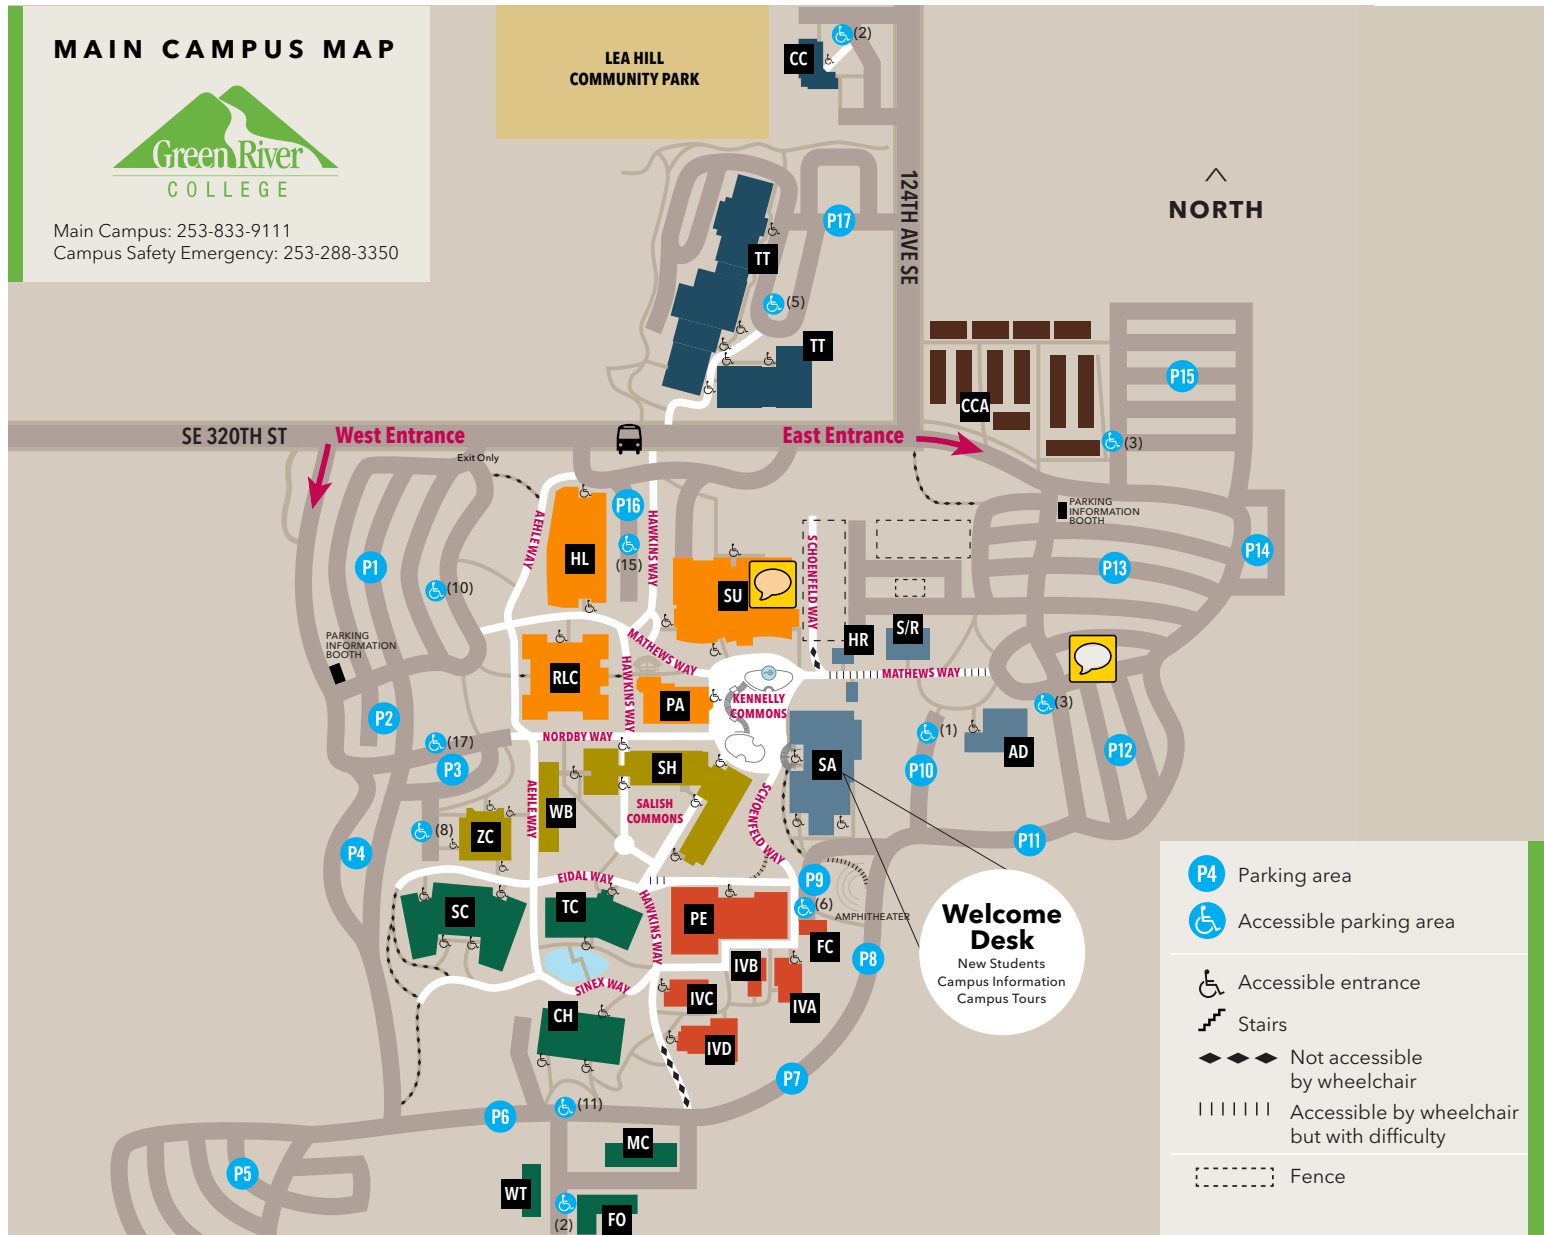 MAIN CAMPUS MAP
Green River
COLLEGE
Main Campus: 253-833-9111
Campus Safety Emergency: 253-288-3350
LEA HILL
COMMUNITY PARK
CC
(2)
124TH AVE SE
NORTH
P17
TT
(5)
TT
P15
CCA
(3)
SE 320TH ST
West Entrance
East Entrance
Exit Only
PARKING
INFORMATION
BOOTH
P16
AEHLE WAY
HAWKINS WAY
SCHOENFELD WAY
HL
(15)
P1
(10)
SU
P13
P14
PARKING
INFORMATION
BOOTH
MATHEWS WAY
HR
S/R
MATHEWS WAY
RLC
HAWKINS WAY
PA
KENNELLY
COMMONS
P2
(3)
NORDBY WAY
(17)
P3
(1)
AD
P12
SH
SA
P10
AEHLE WAY
WB
SALISH
COMMONS
SCHOENFELD WAY
(8)
ZC
P4
P11
EIDAL WAY
P9
(6)
AMPHITHEATER
SC
TC
HAWKINS WAY
PE
FC
P8
IVB
SINEX WAY
IVC
IVA
CH
IVD
P7
Welcome
Desk
New Students
Campus Information
Campus Tours
P6
(11)
MC
P5
WT
(2)
FO
P4
Parking area
Accessible parking area
Accessible entrance
Stairs
Not accessible
by wheelchair
Accessible by wheelchair
but with difficulty
Fence